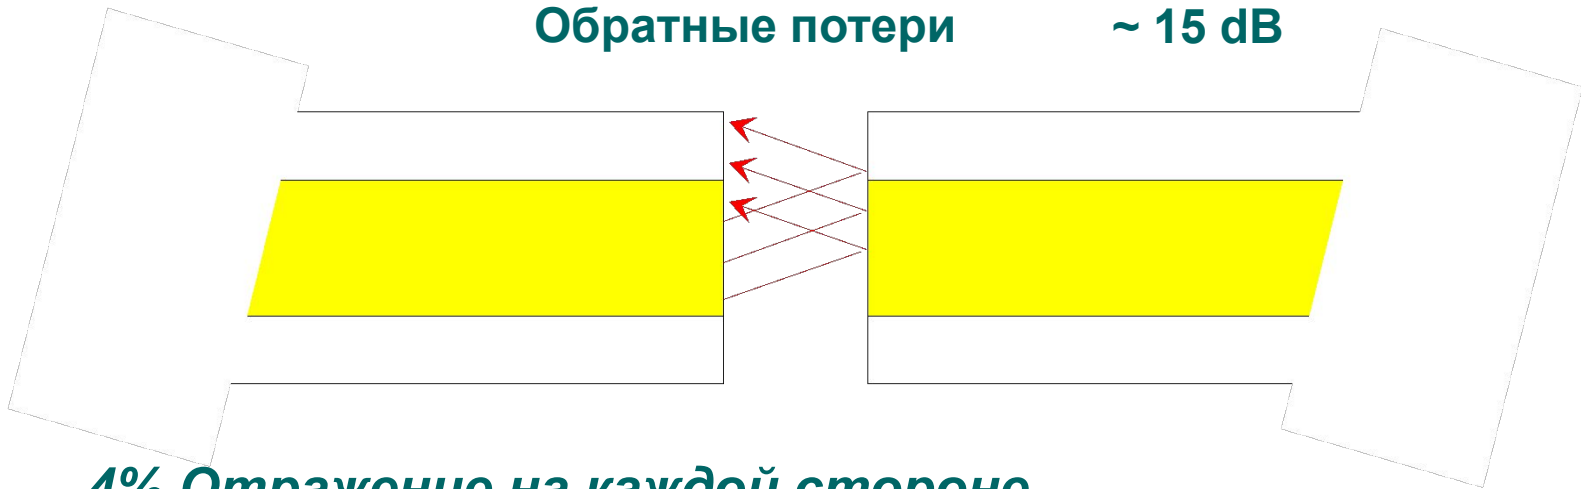 Обратные потери ~ 15 dB
4% Отражение на каждой стороне